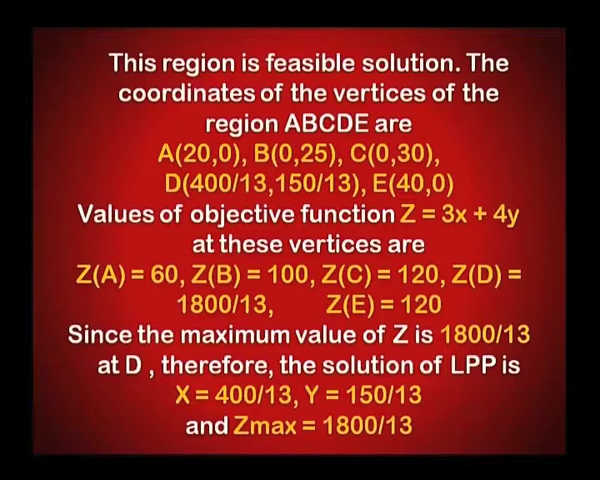 This region is feasible solution. The
coordinates of the vertices of the
region ABCDE are
A(20,0), B(0,25), C(0,30),
D(400/13,150/13), E(40,0)
Values of objective function Z = 3x + 4y
at these vertices are
Z(A) = 60, Z(B) = 100, Z(C) = 120, Z(D) =
1800/13, Z(E) = 120
Since the maximum value of Z is 1800/13
at D , therefore, the solution of LPP is
X = 400/13, Y = 150/13
and Zmax = 1800/13